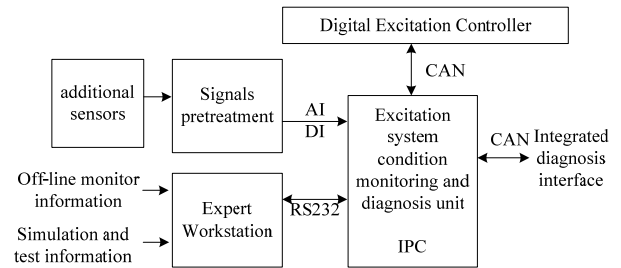 Digital Excitation Controller
CAN
additional
sensors
Signals
pretreatment
AI
DI
Excitation
system
condition
monitoring and
diagnosis unit
IPC
CAN
Integrated
diagnosis
interface
Off-line monitor
information
Simulation and
test information
Expert
Workstation
RS232